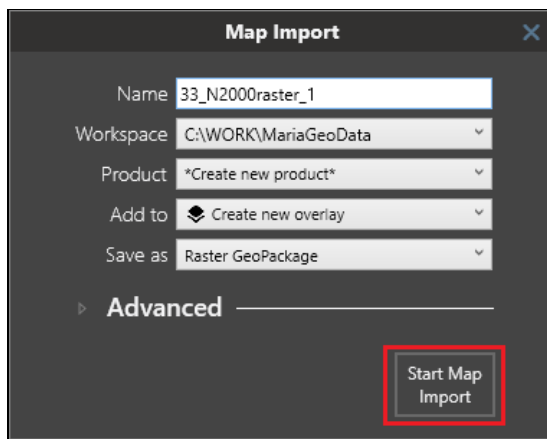 Map Import
Name 33_N2000raster_1
Workspace C:\WORK\MariaGeoData
Product *Create new product*
Add to Create new overlay
Save as Raster GeoPackage
Advanced
Start Map
Import